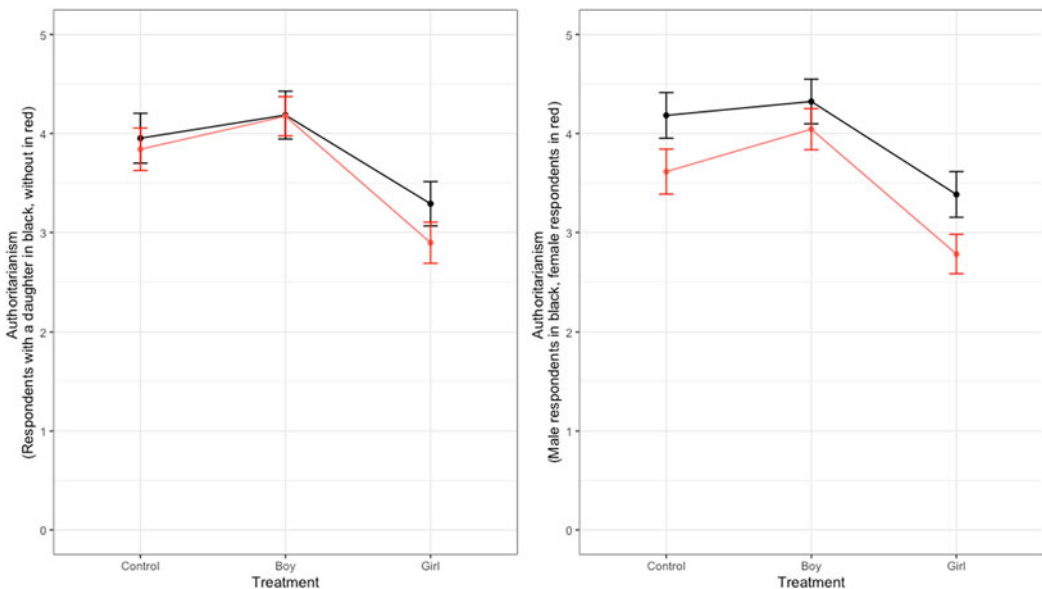 Authoritarianism
(Respondents with a daughter in black, without in red)
5
4
3
2
1
0
Control
Boy
Girl
Treatment
Authoritarianism
(Male respondents in black, female respondents in red)
5
4
3
2
1
0
Control
Boy
Girl
Treatment